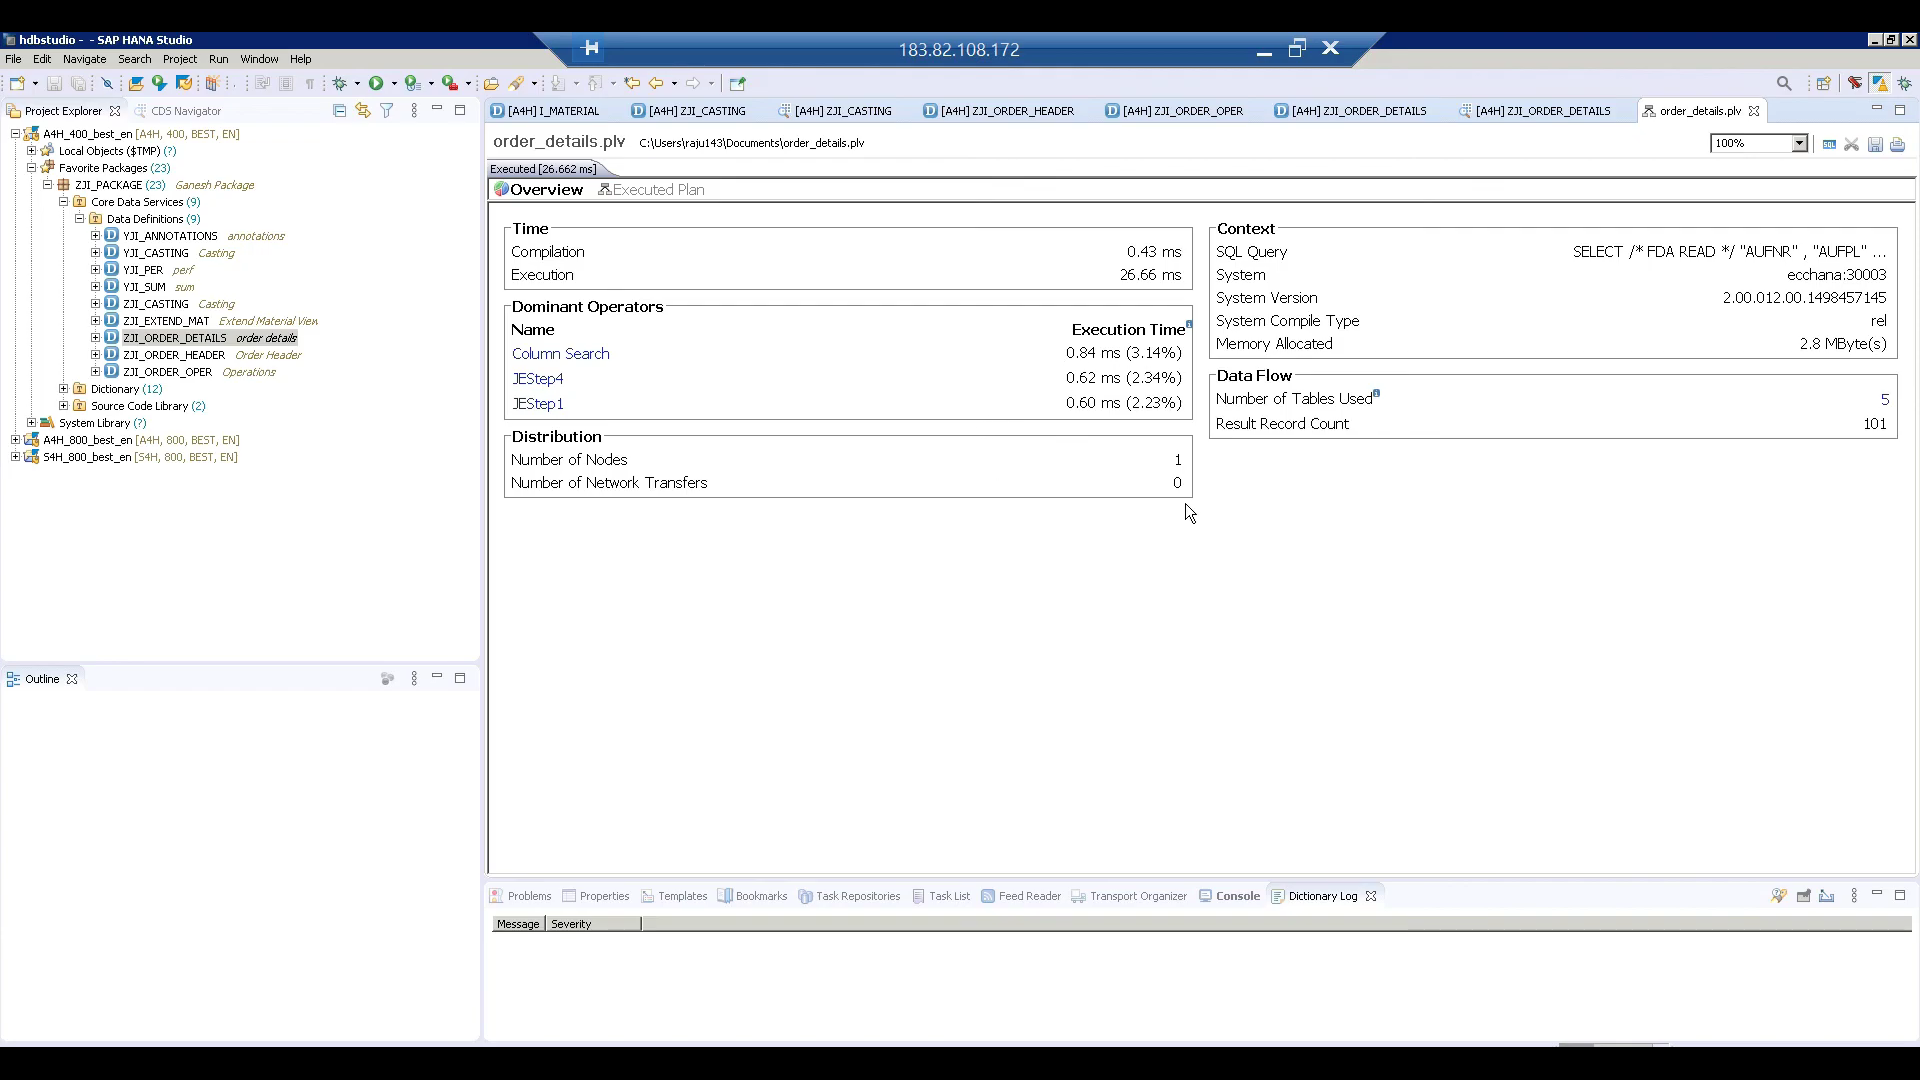 hdbstudio - - SAP HANA Studio
183.82.108.172
File Edit Navigate Search Project Run Window Help
Project Explorer CDS Navigator
[A4H] I_MATERIAL [A4H] ZJI_CASTING [A4H] ZJI_CASTING [A4H] ZJI_ORDER_HEADER [A4H] ZJI_ORDER_OPER [A4H] ZJI_ORDER_DETAILS [A4H] ZJI_ORDER_DETAILS order_details.plv
A4H_400_best_en [A4H, 400, BEST, EN]
Local Objects ($TMP) (?)
Favorite Packages (23)
ZJI_PACKAGE (23) Ganesh Package
Core Data Services (9)
Data Definitions (9)
YJI_ANNOTATIONS annotations
YJI_CASTING Casting
YJI_PER perf
YJI_SUM sum
ZJI_CASTING Casting
ZJI_EXTEND_MAT Extend Material View
ZJI_ORDER_DETAILS order details
ZJI_ORDER_HEADER Order Header
ZJI_ORDER_OPER Operations
Dictionary (12)
Source Code Library (2)
System Library (?)
A4H_800_best_en [A4H, 800, BEST, EN]
S4H_800_best_en [S4H, 800, BEST, EN]
Outline
order_details.plv C:\Users\raju143\Documents\order_details.plv
100%
SQL
Executed [26.662 ms]
Overview Executed Plan
Time
Compilation 0.43 ms
Execution 26.66 ms
Dominant Operators
Name Execution Time
Column Search 0.84 ms (3.14%)
JEStep4 0.62 ms (2.34%)
JEStep1 0.60 ms (2.23%)
Distribution
Number of Nodes 1
Number of Network Transfers 0
Context
SQL Query SELECT /* FDA READ */ "AUFNR" , "AUFPL" ...
System ecchana:30003
System Version 2.00.012.00.1498457145
System Compile Type rel
Memory Allocated 2.8 MByte(s)
Data Flow
Number of Tables Used 5
Result Record Count 101
Problems Properties Templates Bookmarks Task Repositories Task List Feed Reader Transport Organizer Console Dictionary Log
Message Severity